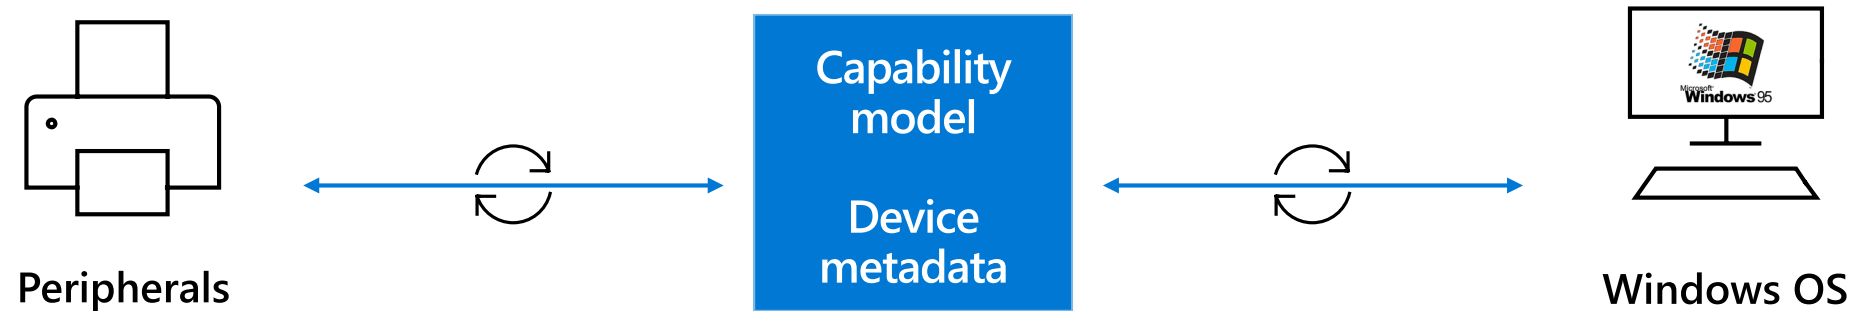 Capability
model
Device
metadata
Microsoft
Windows 95
Peripherals
Windows OS